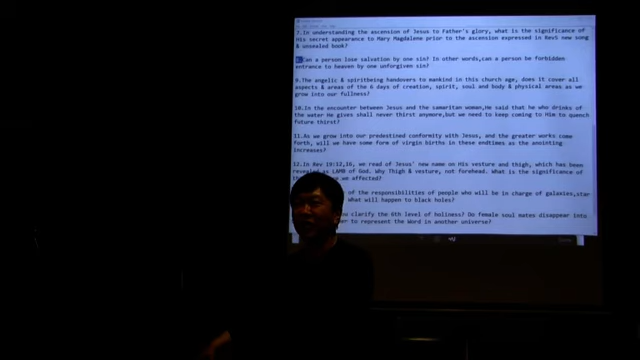 7.In understanding the ascension of Jesus to Father's glory, what is the significance of
His secret appearance to Mary Magdalene prior to the ascension expressed in Rev5 new song
& unsealed book?
8.Can a person lose salvation by one sin? In other words,can a person be forbidden
entrance to heaven by one unforgiven sin?
9.The angelic & spiritbeing handovers to mankind in this church age, does it cover all
aspects & areas of the 6 days of creation, spirit, soul and body & physical areas as we
grow into our fullness?
10.In the encounter between Jesus and the samaritan women,He said that he who drinks of
the water He gives shall never thirst anymore,but we need to keep coming to Him to quench
future thirst?
11.As we grow into our predestined conformity with Jesus, and the greater works come
forth, will we have some form of virgin births in these endtimes as the anointing
increases?
12.In Rev 19:12,16, we read of Jesus' new name on His vesture and thigh, which has been
revealed as LAMB of God. Why Thigh & vesture, not forehead. What is the significance of
we affected?
of the responsibilities of people who will be in charge of galaxies,star
What will happen to black holes?
you clarify the 6th level of holiness? Do female soul mates disappear into
to represent the Word in another universe?